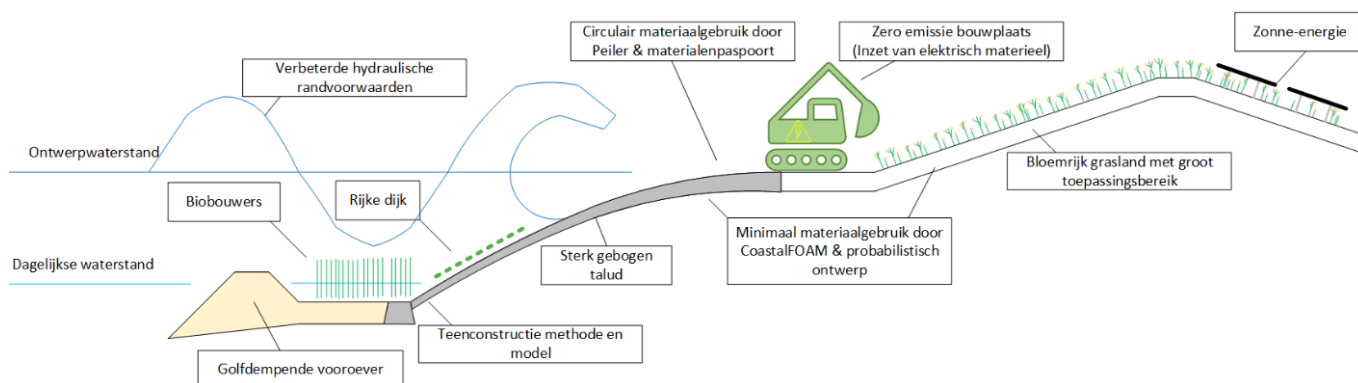 Circulair materiaalgebruik door
Peiler & materialenpaspoort
Zero emissie bouwplaats
(Inzet van elektrisch materieel)
Zonne-energie
Verbeterde hydraulische
randvoorwaarden
Ontwerpwaterstand
Bloemrijk grasland met groot
toepassingsbereik
Biobouwers
Rijke dijk
Minimaal materiaalgebruik door
CoastalFOAM & probabilistisch
ontwerp
Sterk gebogen
talud
Dagelijkse waterstand
Teenconstructie methode en
model
Golfdempende vooroever